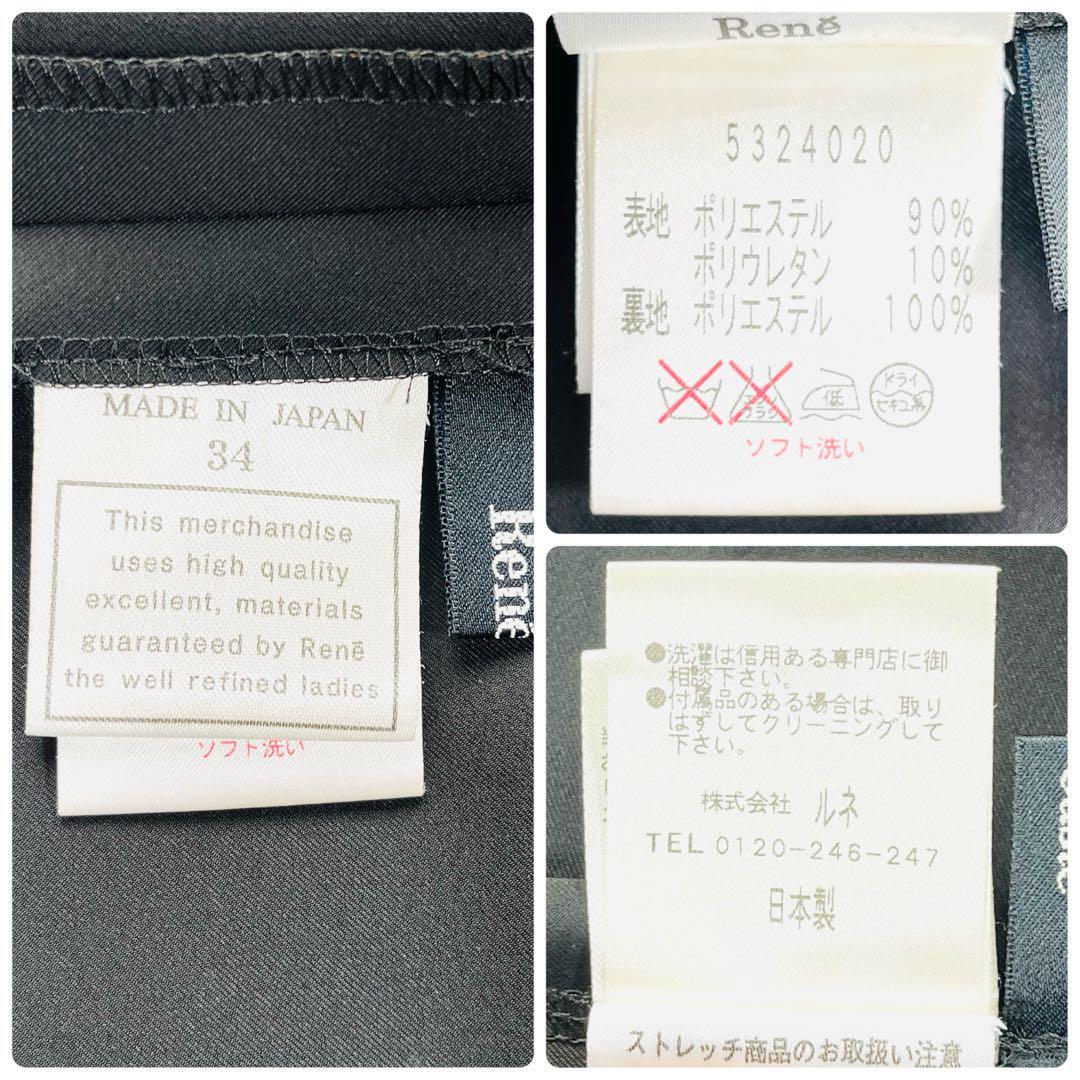 MADE IN JAPAN
34
This merchandise
uses high quality
excellent, materials
guaranteed by Renē
the well refined ladies
ソフト洗い
René
René
5324020
表地 ポリエステル 90%
ポリウレタン 10%
裏地 ポリエステル 100%
エンソ
フラシ
低
ドライ
セキユ系
ソフト洗い
●洗濯は信用ある専門店に御
相談下さい。
●付属品のある場合は、取り
はずしてクリーニングして
下さい。
株式会社 ルネ
TEL 0120-246-247
日本製
ストレッチ商品のお取扱い注意